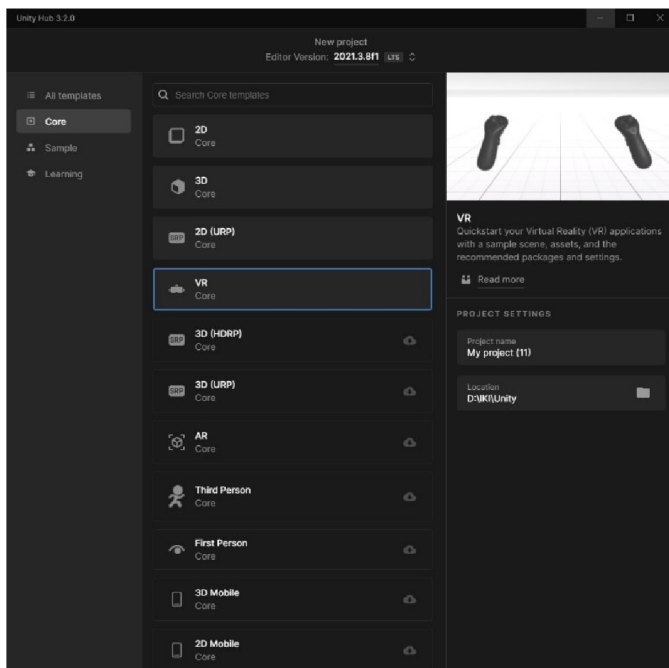 Unity Hub 3.2.0
New project
Editor Version: 2021.3.8f1 LTS
All templates
Core
Sample
Learning
Search Core templates
2D
Core
3D
Core
SRP
2D (URP)
Core
VR
Core
SRP
3D (HDRP)
Core
SRP
3D (URP)
Core
AR
Core
Third Person
Core
First Person
Core
3D Mobile
Core
2D Mobile
Core
VR
Quickstart your Virtual Reality (VR) applications
with a sample scene, assets, and the
recommended packages and settings.
Read more
PROJECT SETTINGS
Project name
My project (11)
Location
D:\IKI\Unity